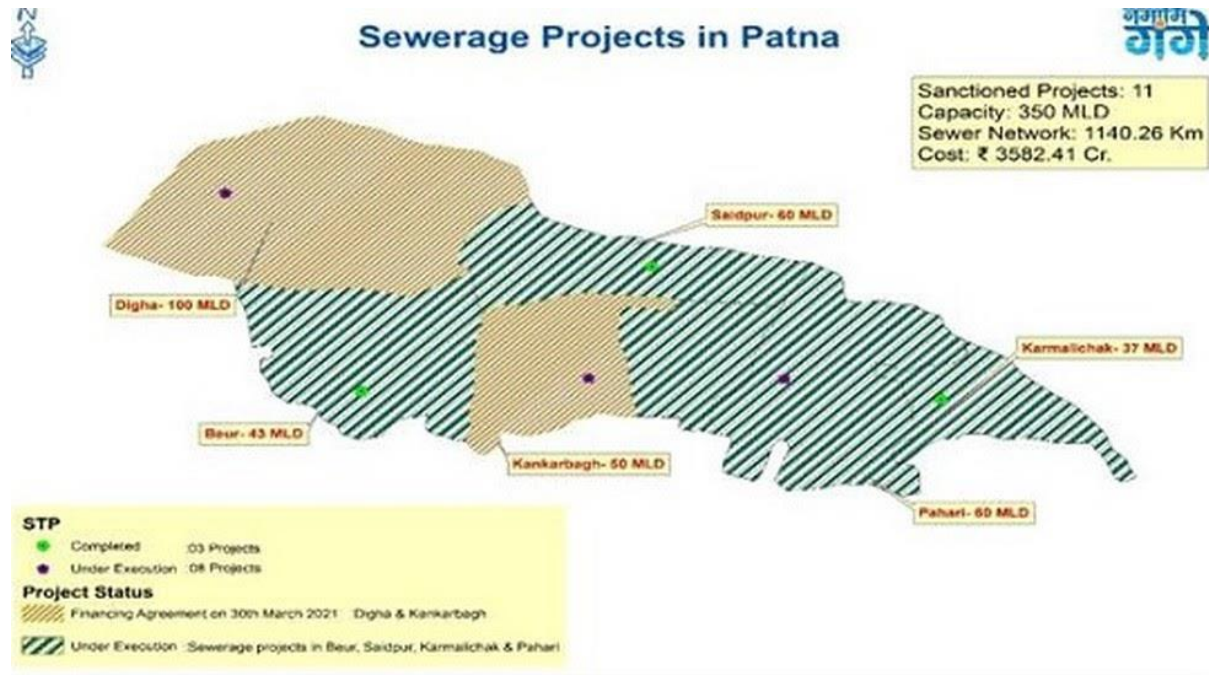 N
Sewerage Projects in Patna
नमामि
गंगे
Sanctioned Projects: 11
Capacity: 350 MLD
Sewer Network: 1140.26 Km
Cost: ₹ 3582.41 Cr.
Saidpur- 60 MLD
Digha- 100 MLD
Karmalichak- 37 MLD
Beur- 43 MLD
Kankarbagh- 50 MLD
Pahari- 60 MLD
STP
Completed :03 Projects
Under Execution :08 Projects
Project Status
Financing Agreement on 30th March 2021 Digha & Kankarbagh
Under Execution :Sewerage projects in Beur, Saidpur, Karmalichak & Pahari